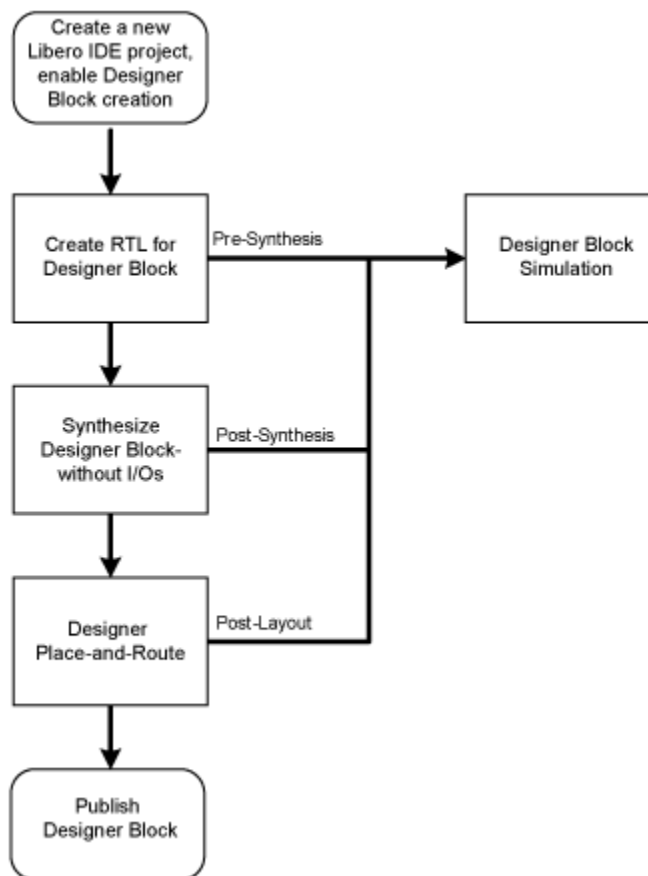 Create a new
Libero IDE project,
enable Designer
Block creation
Create RTL for
Designer Block
Pre-Synthesis
Designer Block
Simulation
Synthesize
Designer Block-
without I/Os
Post-Synthesis
Designer
Place-and-Route
Post-Layout
Publish
Designer Block